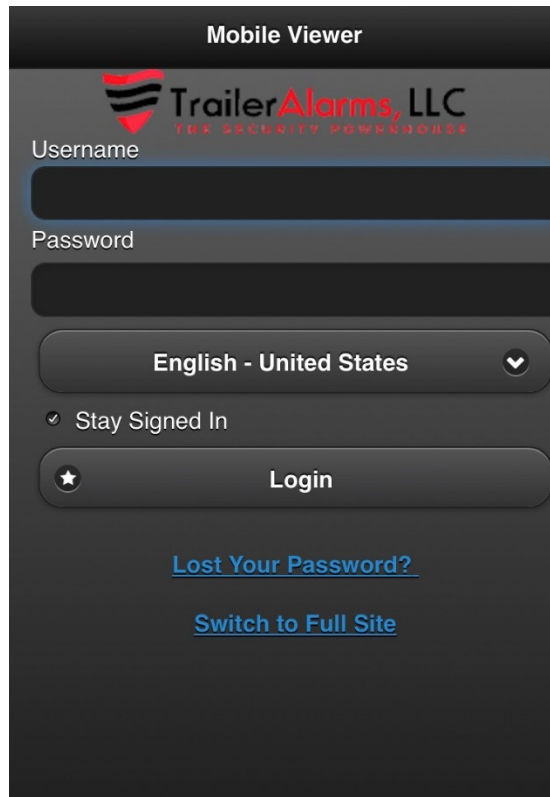 Mobile Viewer
TrailerAlarms, LLC
THE SECURITY POWERHOUSE
Username
Password
English - United States
Stay Signed In
Login
Lost Your Password?
Switch to Full Site